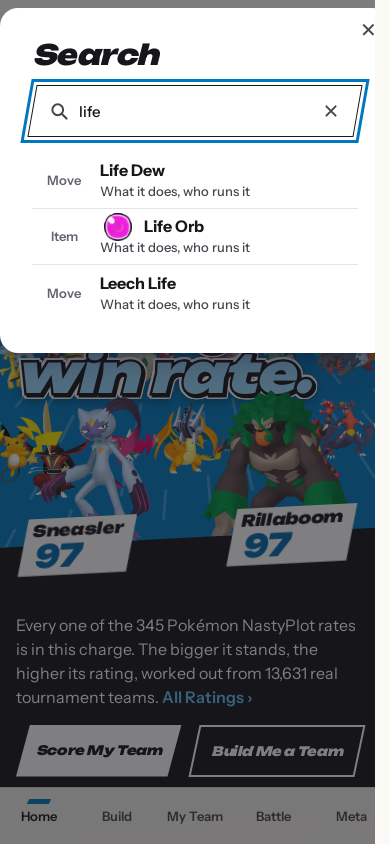 Search
life
Move
Life Dew
What it does, who runs it
Item
Life Orb
What it does, who runs it
Move
Leech Life
What it does, who runs it
win rate.
Sneasler
97
Rillaboom
97
Every one of the 345 Pokémon NastyPlot rates
is in this charge. The bigger it stands, the
higher its rating, worked out from 13,631 real
tournament teams. All Ratings ›
Score My Team
Build Me a Team
Home
Build
My Team
Battle
Meta